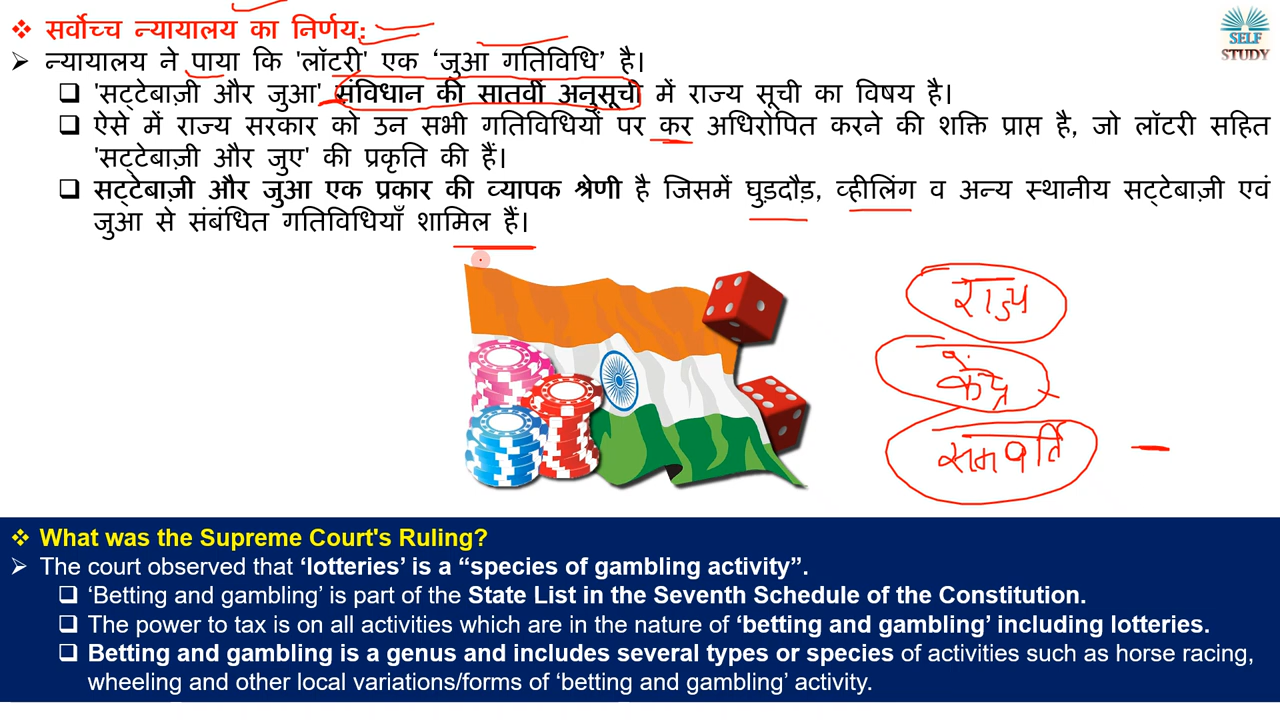 ❖ सर्वोच्च न्यायालय का निर्णय:
➢ न्यायालय ने पाया कि 'लॉटरी' एक ‘जुआ गतिविधि’ है।
❑ 'सट्टेबाज़ी और जुआ' संविधान की सातवीं अनुसूची में राज्य सूची का विषय है।
❑ ऐसे में राज्य सरकार को उन सभी गतिविधियों पर कर अधिरोपित करने की शक्ति प्राप्त है, जो लॉटरी सहित
'सट्टेबाज़ी और जुए' की प्रकृति की हैं।
❑ सट्टेबाज़ी और जुआ एक प्रकार की व्यापक श्रेणी है जिसमें घुड़दौड़, व्हीलिंग व अन्य स्थानीय सट्टेबाज़ी एवं
जुआ से संबंधित गतिविधियाँ शामिल हैं।
SELF
STUDY
राज्य
केंद्र
समवर्ति
❖ What was the Supreme Court's Ruling?
➢ The court observed that ‘lotteries’ is a “species of gambling activity”.
❑ ‘Betting and gambling’ is part of the State List in the Seventh Schedule of the Constitution.
❑ The power to tax is on all activities which are in the nature of ‘betting and gambling’ including lotteries.
❑ Betting and gambling is a genus and includes several types or species of activities such as horse racing,
wheeling and other local variations/forms of ‘betting and gambling’ activity.